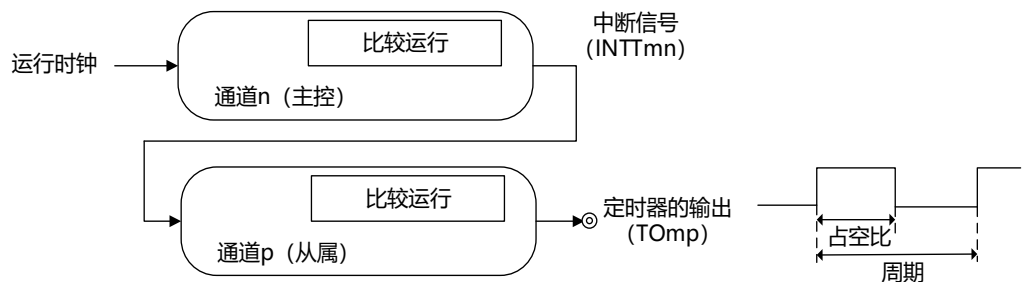 比较运行
中断信号
（INTTmn）
运行时钟
通道n（主控）
比较运行
定时器的输出
（TOmp）
通道p（从属）
占空比
周期